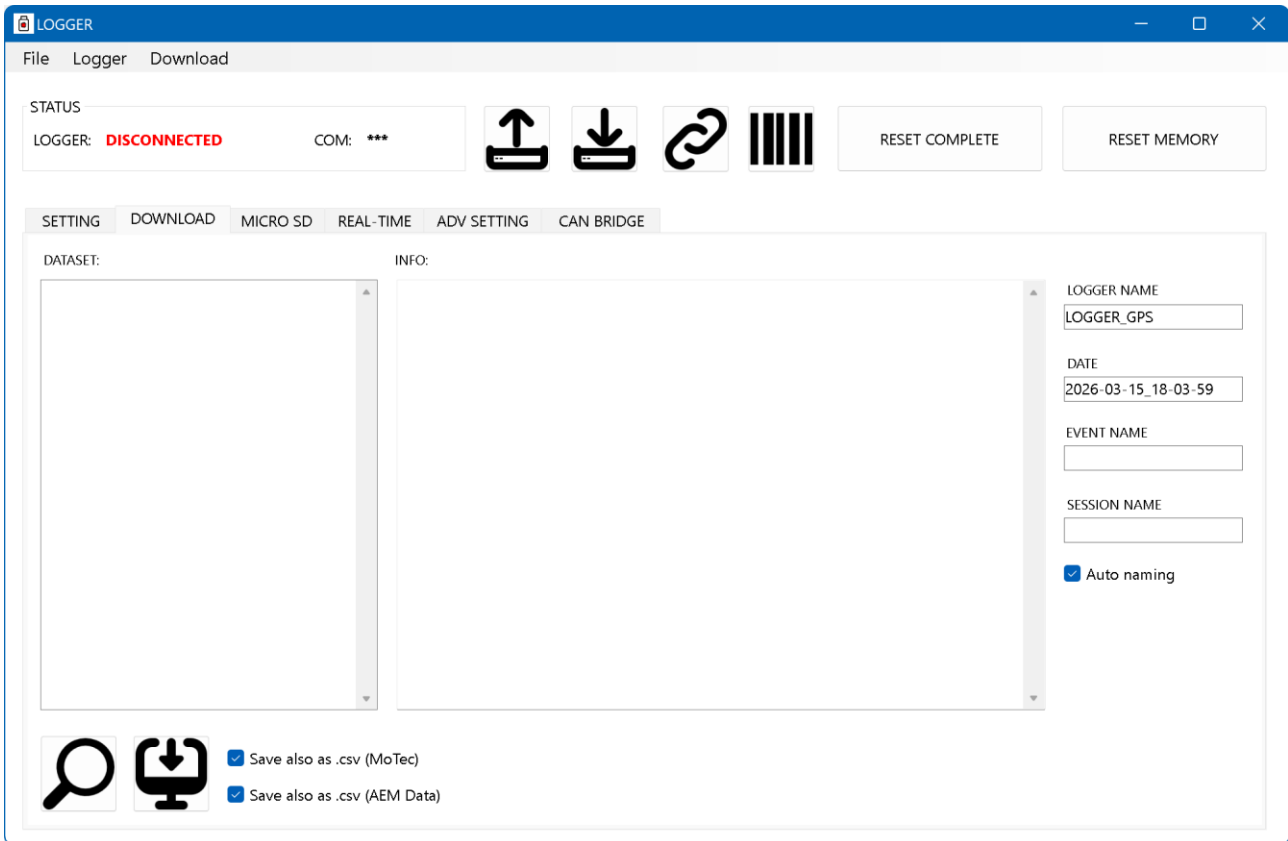 LOGGER
File Logger Download
STATUS
LOGGER: DISCONNECTED COM: ***
RESET COMPLETE
RESET MEMORY
SETTING DOWNLOAD MICRO SD REAL-TIME ADV SETTING CAN BRIDGE
DATASET: INFO:
LOGGER NAME
LOGGER_GPS
DATE
2026-03-15_18-03-59
EVENT NAME
SESSION NAME
Auto naming
Save also as .csv (MoTec)
Save also as .csv (AEM Data)